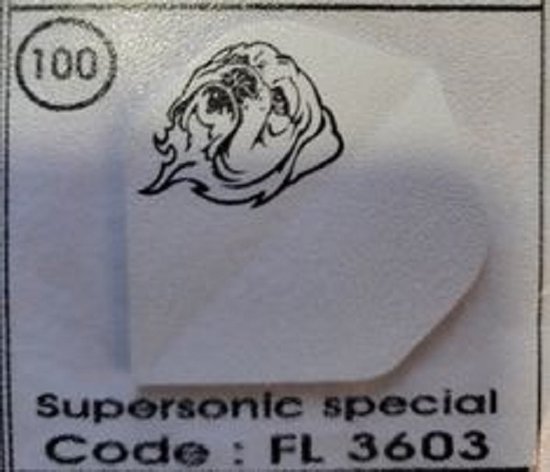 100
Supersonic special
Code : FL 3603